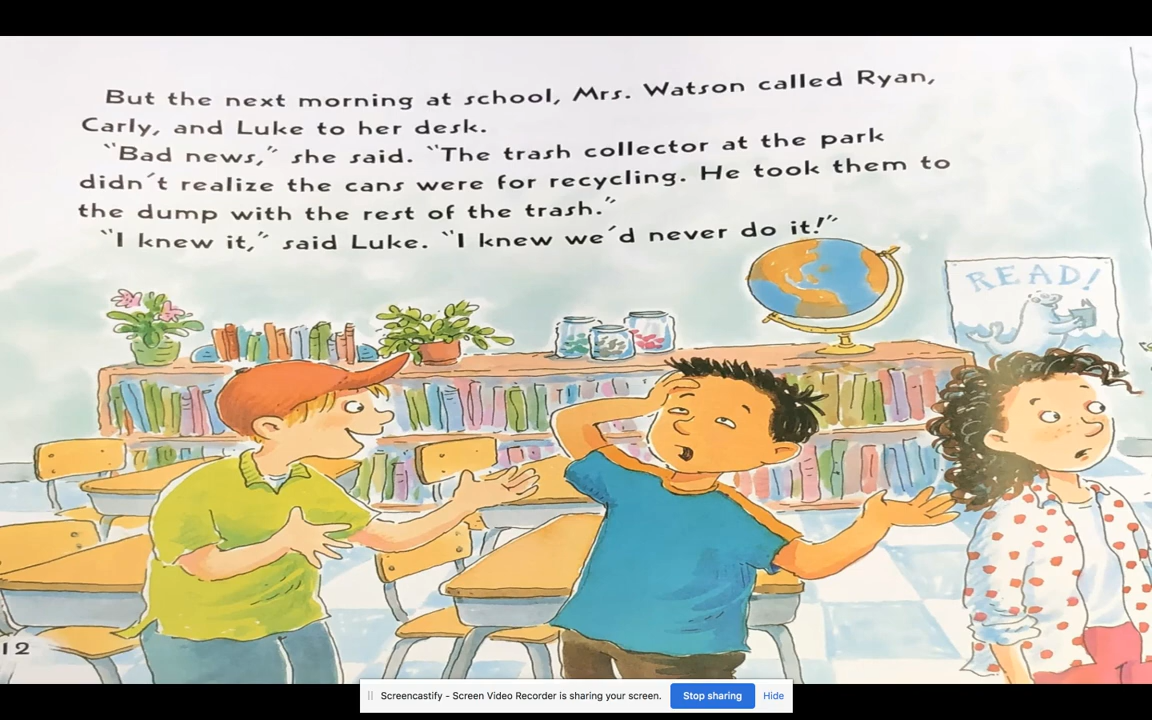 But the next morning at school, Mrs. Watson called Ryan,
Carly, and Luke to her desk.
"Bad news," she said. "The trash collector at the park
didn't realize the cans were for recycling. He took them to
the dump with the rest of the trash."
"I knew it," said Luke. "I knew we'd never do it!"
READ!
12
Screencastify - Screen Video Recorder is sharing your screen.
Stop sharing
Hide